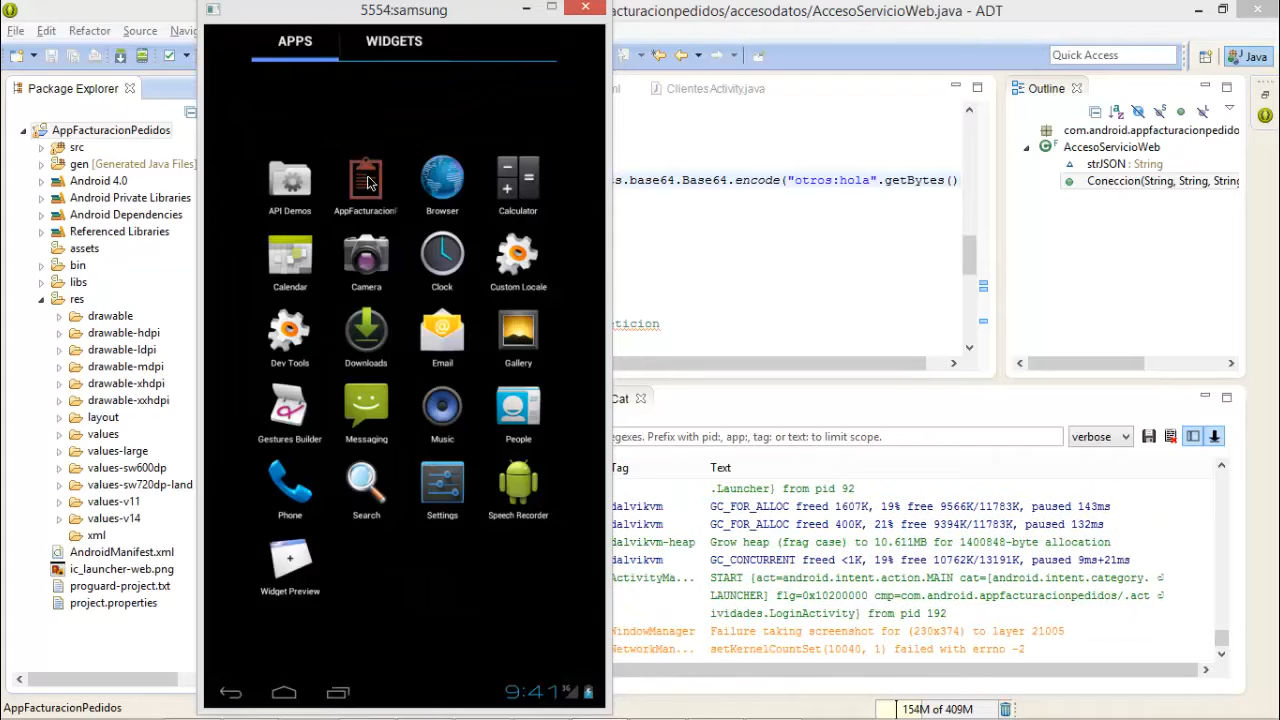 5554:samsung
cturacionpedidos/accesodatos/AccesoServicioWeb.java - ADT
File Edit Refactor Source Navig
Quick Access
Java
Package Explorer
ClientesActivity.java
Outline
AppFacturacionPedidos
src
gen [Generated Java Files]
Android 4.0
Android Private Libraries
Android Dependencies
Referenced Libraries
assets
bin
libs
res
drawable
drawable-hdpi
drawable-ldpi
drawable-mdpi
drawable-xhdpi
drawable-xxhdpi
layout
values
values-large
values-sw600dp
values-sw720dp-land
values-v11
values-v14
xml
AndroidManifest.xml
ic_launcher-web.png
proguard-project.txt
project.properties
AppFacturacionPedidos
APPS WIDGETS
API Demos AppFacturacionF Browser Calculator
Calendar Camera Clock Custom Locale
Dev Tools Downloads Email Gallery
Gestures Builder Messaging Music People
Phone Search Settings Speech Recorder
Widget Preview
9:41 3G
s.base64.Base64.encode("xros:hola".getBytes()
ticion
com.android.appfacturacionpedido
AccesoServicioWeb
strJSON : String
Coneccion(String, String, String
Cat
egexes. Prefix with pid:, app:, tag: or text: to limit scope.
verbose
Tag Text
.Launcher} from pid 92
dalvikvm GC_FOR_ALLOC freed 1607K, 19% free 9566K/11783K, paused 143ms
dalvikvm GC_FOR_ALLOC freed 400K, 21% free 9394K/11783K, paused 132ms
dalvikvm-heap Grow heap (frag case) to 10.611MB for 1400848-byte allocation
dalvikvm GC_CONCURRENT freed <1K, 19% free 10762K/13191K, paused 9ms+21ms
ActivityMa... START {act=android.intent.action.MAIN cat=[android.intent.category.
LAUNCHER] flg=0x10200000 cmp=com.android.appfacturacionpedidos/.act
ividades.LoginActivity} from pid 192
WindowManager Failure taking screenshot for (230x374) to layer 21005
NetworkMan... setKernelCountSet(10040, 1) failed with errno -2
154M of 409M